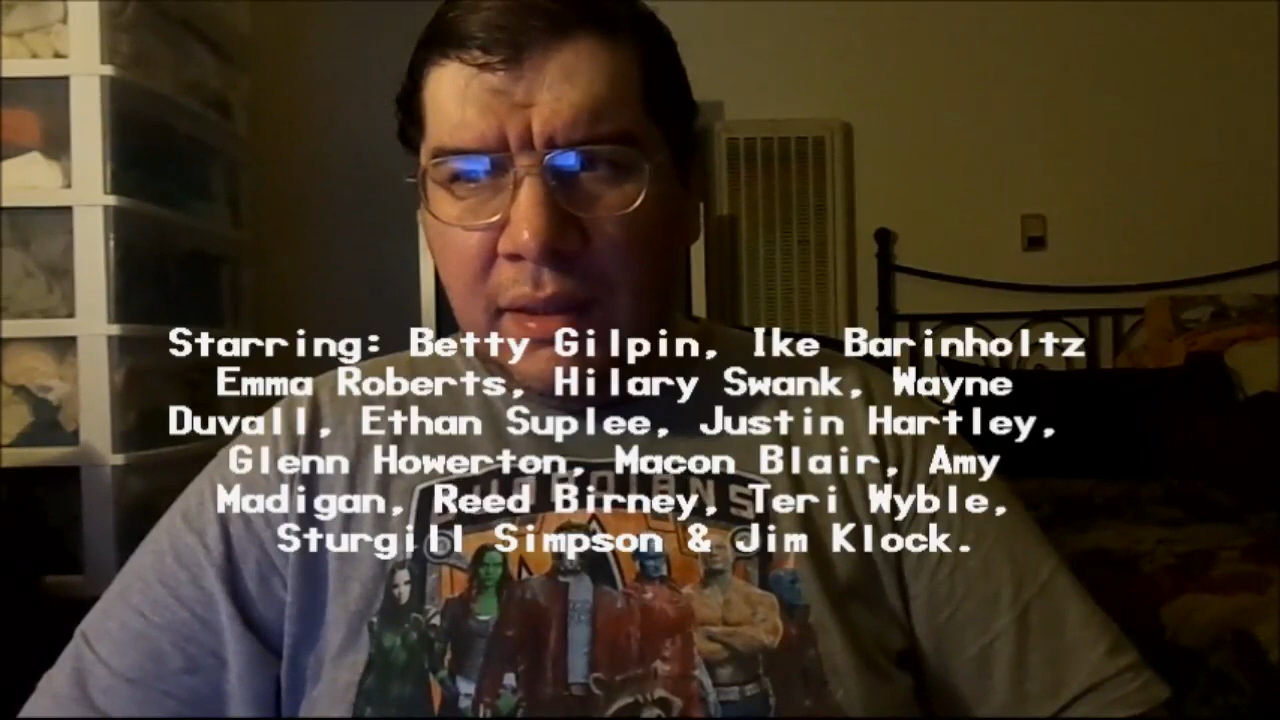 Starring: Betty Gilpin, Ike Barinholtz
Emma Roberts, Hilary Swank, Wayne
Duvall, Ethan Suplee, Justin Hartley,
Glenn Howerton, Macon Blair, Amy
Madigan, Reed Birney, Teri Wyble,
Sturgill Simpson & Jim Klock.
GUARDIANS